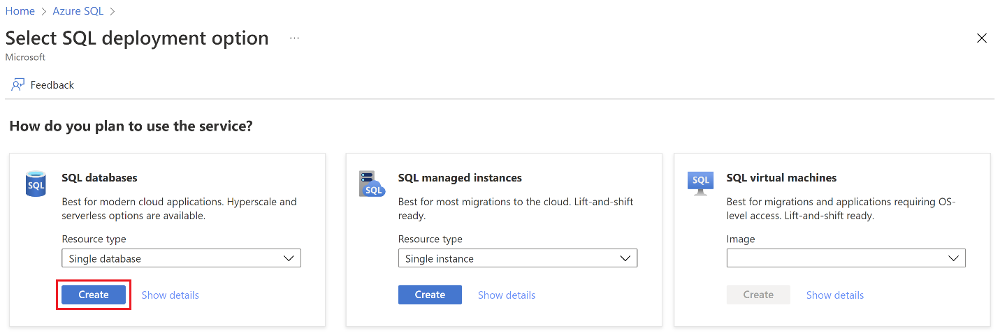 Home > Azure SQL >
Select SQL deployment option ...
Microsoft
Feedback
How do you plan to use the service?
SQL
SQL databases
Best for modern cloud applications. Hyperscale and
serverless options are available.
Resource type
Single database
Create
Show details
SQL
SQL managed instances
Best for most migrations to the cloud. Lift-and-shift
ready.
Resource type
Single instance
Create
Show details
SQL
SQL virtual machines
Best for migrations and applications requiring OS-
level access. Lift-and-shift ready.
Image
Create
Show details